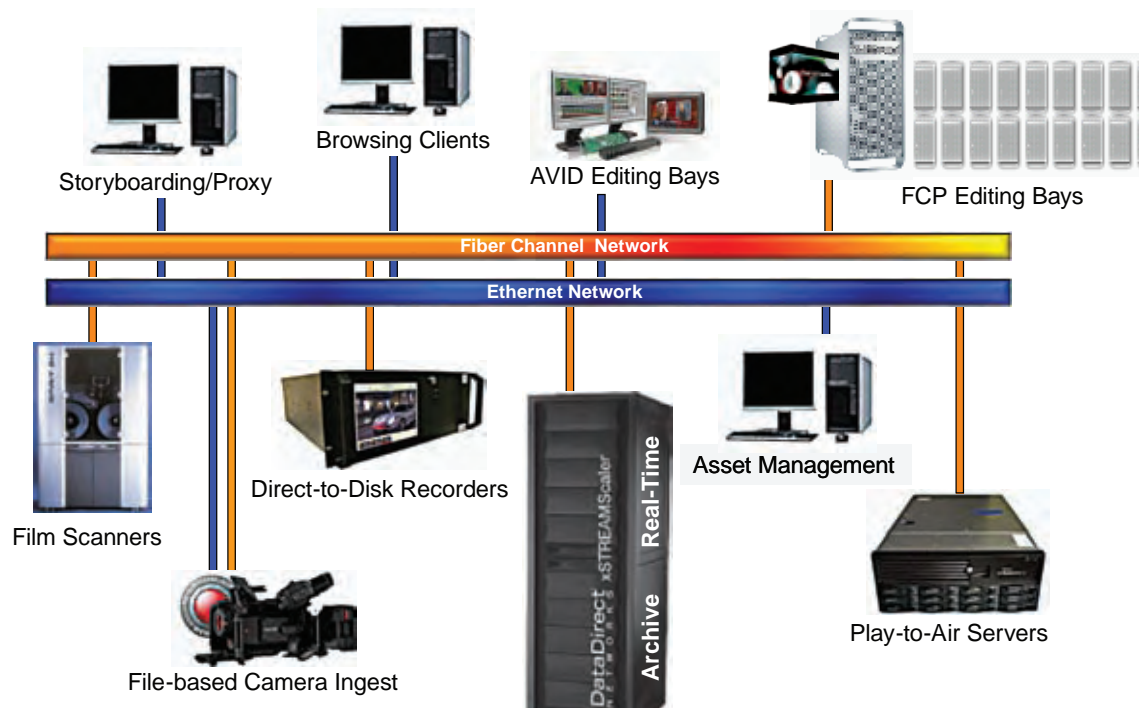 Storyboarding/Proxy
Browsing Clients
AVID Editing Bays
FCP Editing Bays
Fiber Channel Network
Ethernet Network
Film Scanners
File-based Camera Ingest
Direct-to-Disk Recorders
DataDirect xSTREAMScaler
NETWORKS
Archive Real-Time
Asset Management
Play-to-Air Servers